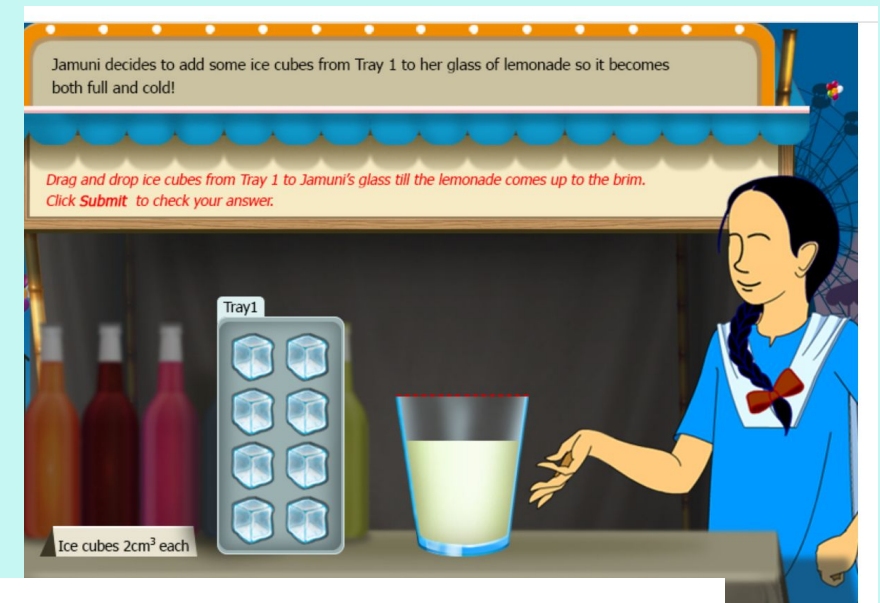 Jamuni decides to add some ice cubes from Tray 1 to her glass of lemonade so it becomes
both full and cold!
Drag and drop ice cubes from Tray 1 to Jamuni's glass till the lemonade comes up to the brim.
Click Submit to check your answer.
Tray1
Ice cubes 2cm³ each